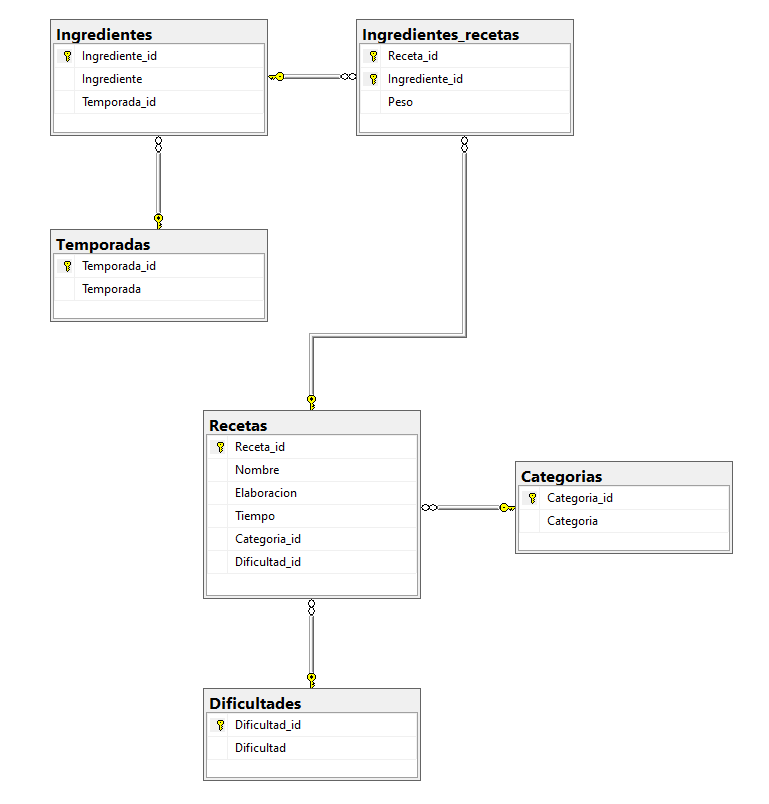 Ingredientes
Ingrediente_id
Ingrediente
Temporada_id
Ingredientes_recetas
Receta_id
Ingrediente_id
Peso
Temporadas
Temporada_id
Temporada
Recetas
Receta_id
Nombre
Elaboracion
Tiempo
Categoria_id
Dificultad_id
Categorias
Categoria_id
Categoria
Dificultades
Dificultad_id
Dificultad